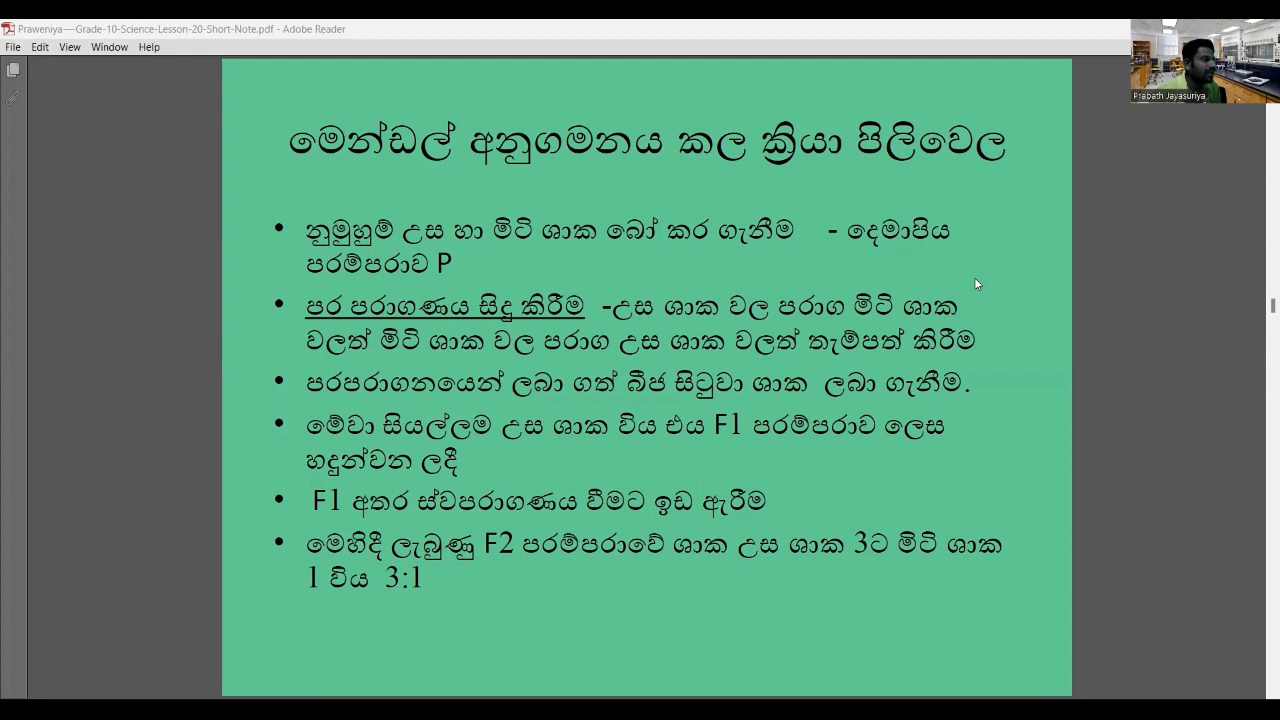 Praweniya----Grade-10-Science-Lesson-20-Short-Note.pdf - Adobe Reader
File Edit View Window Help
Prabath Jayasuriya
මෙන්ඩල් අනුගමනය කල ක්‍රියා පිලිවෙල
• නුමුහුම් උස හා මිටි ශාක බෝ කර ගැනීම - දෙමාපිය
පරම්පරාව P
• පර පරාගණය සිදු කිරීම -උස ශාක වල පරාග මිටි ශාක
වලත් මිටි ශාක වල පරාග උස ශාක වලත් තැම්පත් කිරීම
• පරපරාගනයෙන් ලබා ගත් බීජ සිටුවා ශාක ලබා ගැනීම.
• මේවා සියල්ලම උස ශාක විය එය F1 පරම්පරාව ලෙස
හදුන්වන ලදී
• F1 අතර ස්වපරාගණය වීමට ඉඩ ඇරීම
• මෙහිදී ලැබුණු F2 පරම්පරාවේ ශාක උස ශාක 3ට මිටි ශාක
1 විය 3:1